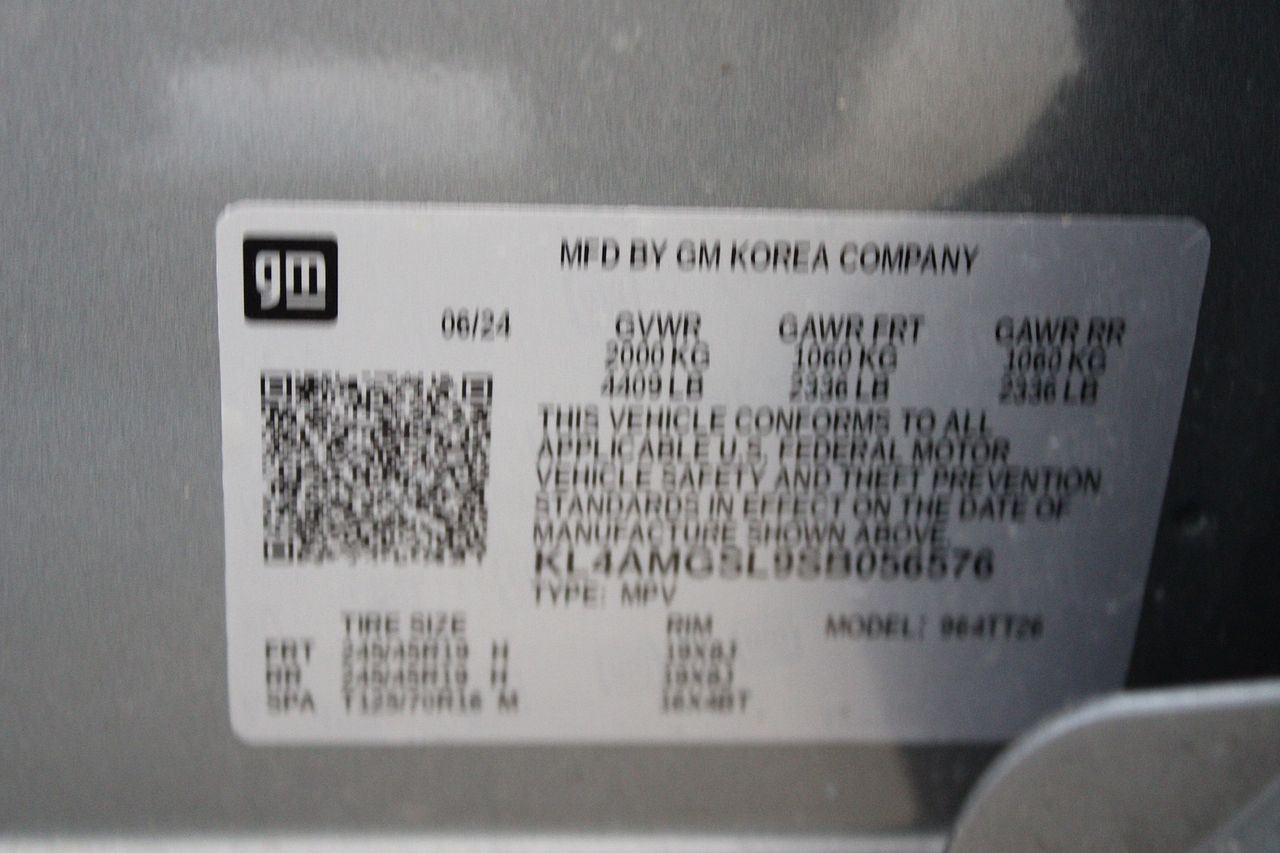 gm
MFD BY GM KOREA COMPANY
06/24 GVWR GAWR FRT GAWR RR
2000 KG 1060 KG 1060 KG
4409 LB 2336 LB 2336 LB
THIS VEHICLE CONFORMS TO ALL
APPLICABLE U.S. FEDERAL MOTOR
VEHICLE SAFETY AND THEFT PREVENTION
STANDARDS IN EFFECT ON THE DATE OF
MANUFACTURE SHOWN ABOVE.
KL4AMGSL9SB056576
TYPE: MPV
TIRE SIZE RIM MODEL:
FRT 245/45R19 H 19X8J
RR 245/45R19 H 19X8J
SPA T125/70R16 M 16X4BT